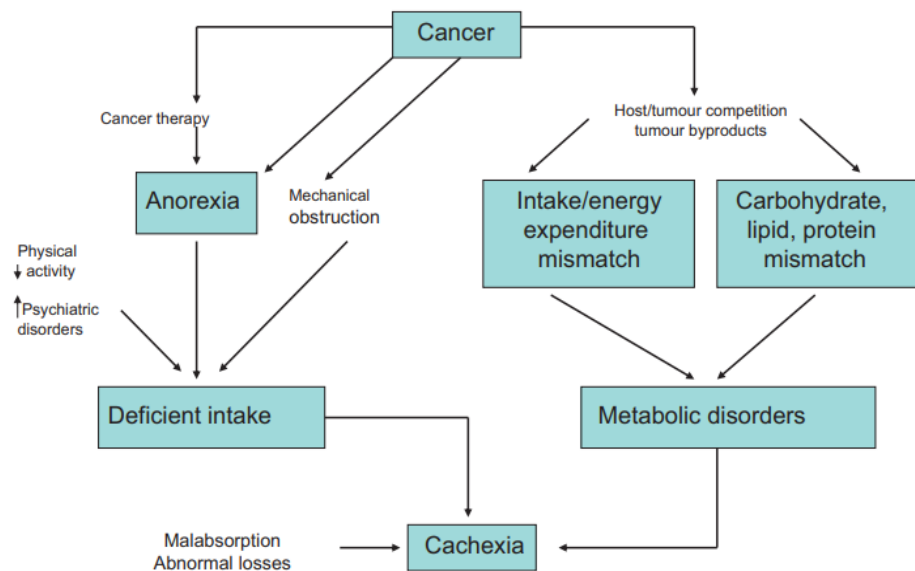 Cancer
Cancer therapy
Host/tumour competition
tumour byproducts
Anorexia
Mechanical
obstruction
Intake/energy
expenditure
mismatch
Carbohydrate,
lipid, protein
mismatch
Physical
↓ activity
↑ Psychiatric
disorders
Deficient intake
Metabolic disorders
Malabsorption
Abnormal losses
Cachexia